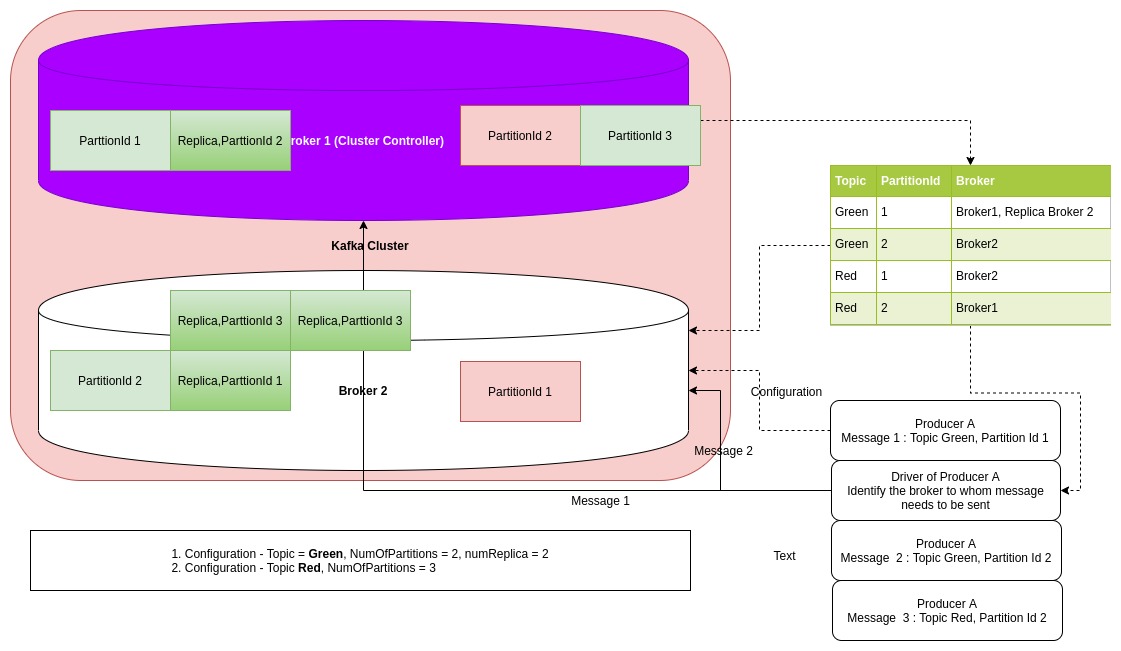 ParttionId 1
Replica,ParttionId 2
roker 1 (Cluster Controller)
PartitionId 2
PartitionId 3
Kafka Cluster
Replica,ParttionId 3
Replica,ParttionId 3
PartitionId 2
Replica,ParttionId 1
Broker 2
PartitionId 1
Topic PartitionId Broker
Green 1 Broker1, Replica Broker 2
Green 2 Broker2
Red 1 Broker2
Red 2 Broker1
Configuration
Message 2
Message 1
Producer A
Message 1 : Topic Green, Partition Id 1
Driver of Producer A
Identify the broker to whom message
needs to be sent
Producer A
Message  2 : Topic Green, Partition Id 2
Producer A
Message  3 : Topic Red, Partition Id 2
Text
1. Configuration - Topic = Green, NumOfPartitions = 2, numReplica = 2
2. Configuration - Topic Red, NumOfPartitions = 3